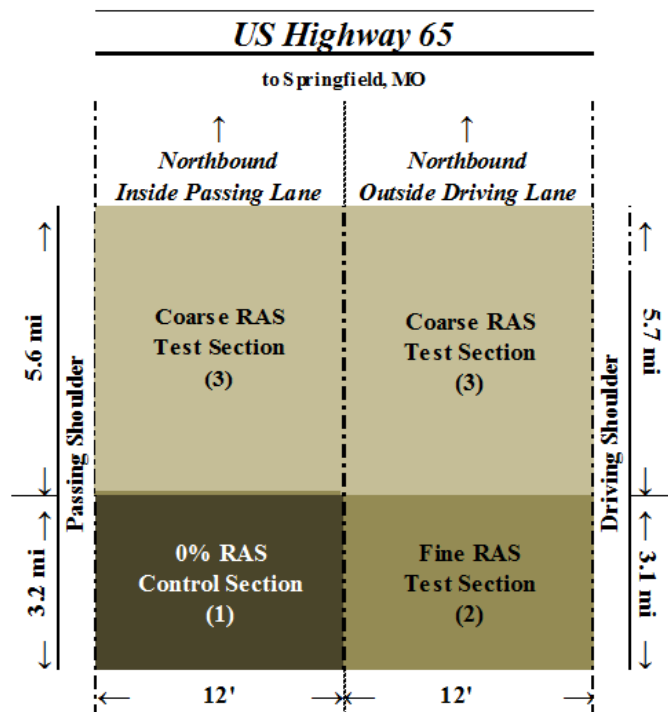 US Highway 65
to Springfield, MO
↑ ↑
Northbound Northbound
Inside Passing Lane Outside Driving Lane
5.6 mi
Passing Shoulder
Coarse RAS
Test Section
(3)
Coarse RAS
Test Section
(3)
5.7 mi
Driving Shoulder
3.2 mi
0% RAS
Control Section
(1)
Fine RAS
Test Section
(2)
3.1 mi
12' 12'